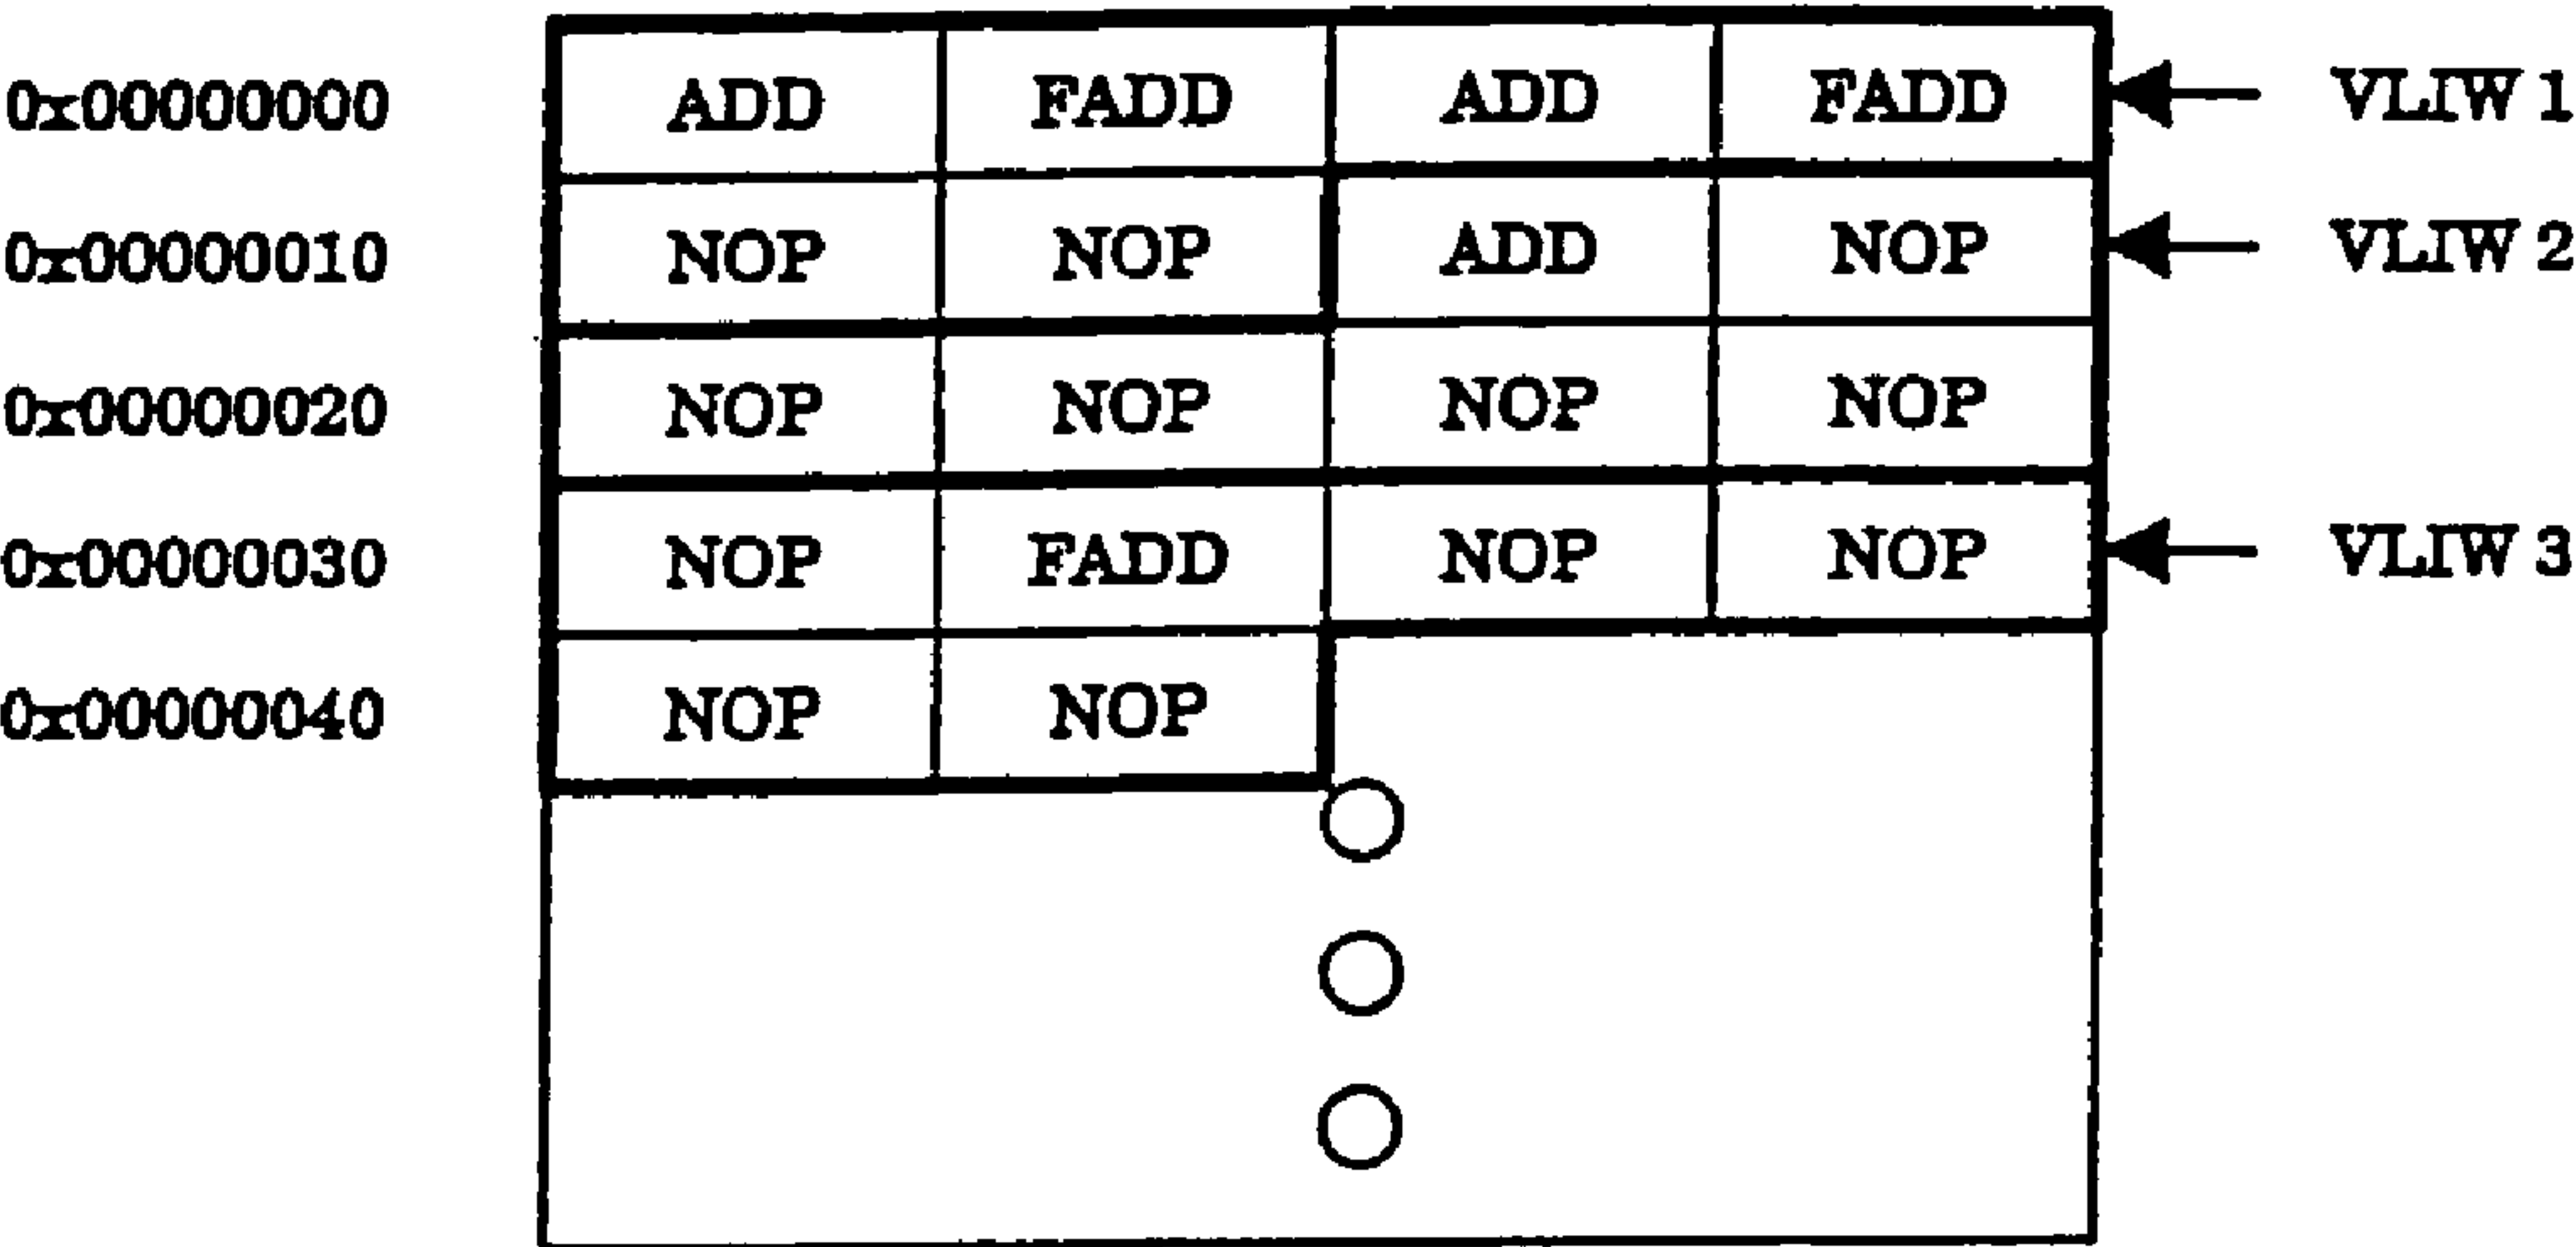 0x00000000 ADD FADD ADD FADD VLIW 1
0x00000010 NOP NOP ADD NOP VLIW 2
0x00000020 NOP NOP NOP NOP
0x00000030 NOP FADD NOP NOP VLIW 3
0x00000040 NOP NOP